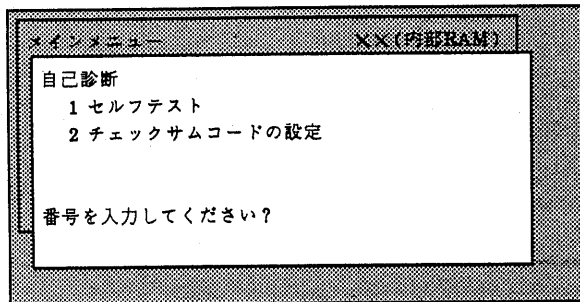 メインメニュー ××(内部RAM)
自己診断
1 セルフテスト
2 チェックサムコードの設定
番号を入力してください?